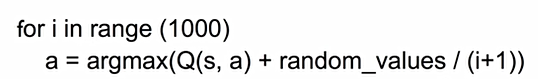 for i in range (1000)
a = argmax(Q(s, a) + random_values / (i+1))